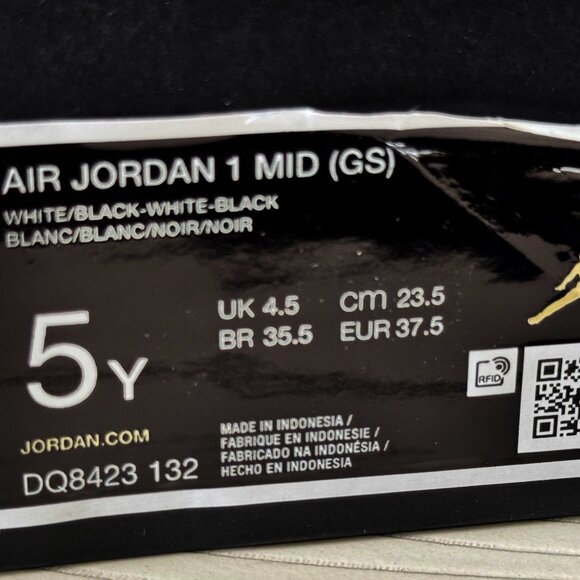 AIR JORDAN 1 MID (GS)
WHITE/BLACK-WHITE-BLACK
BLANC/BLANC/NOIR/NOIR
5Y
UK 4.5 cm 23.5
BR 35.5 EUR 37.5
RFID
JORDAN.COM
DQ8423 132
MADE IN INDONESIA /
FABRIQUE EN INDONESIE /
FABRICADO NA INDONÉSIA /
HECHO EN INDONESIA